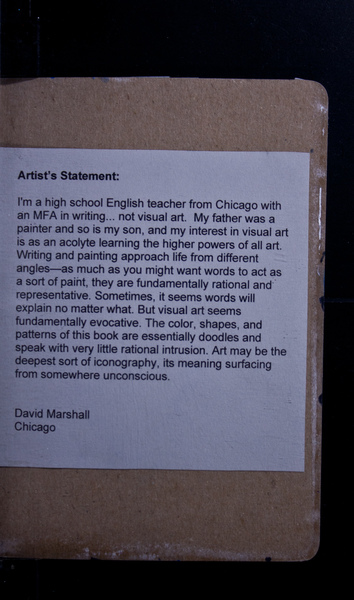 Artist's Statement:
I'm a high school English teacher from Chicago with
an MFA in writing... not visual art.  My father was a
painter and so is my son, and my interest in visual art
is as an acolyte learning the higher powers of all art.
Writing and painting approach life from different
angles—as much as you might want words to act as
a sort of paint, they are fundamentally rational and
representative. Sometimes, it seems words will
explain no matter what. But visual art seems
fundamentally evocative. The color, shapes, and
patterns of this book are essentially doodles and
speak with very little rational intrusion. Art may be the
deepest sort of iconography, its meaning surfacing
from somewhere unconscious.
David Marshall
Chicago